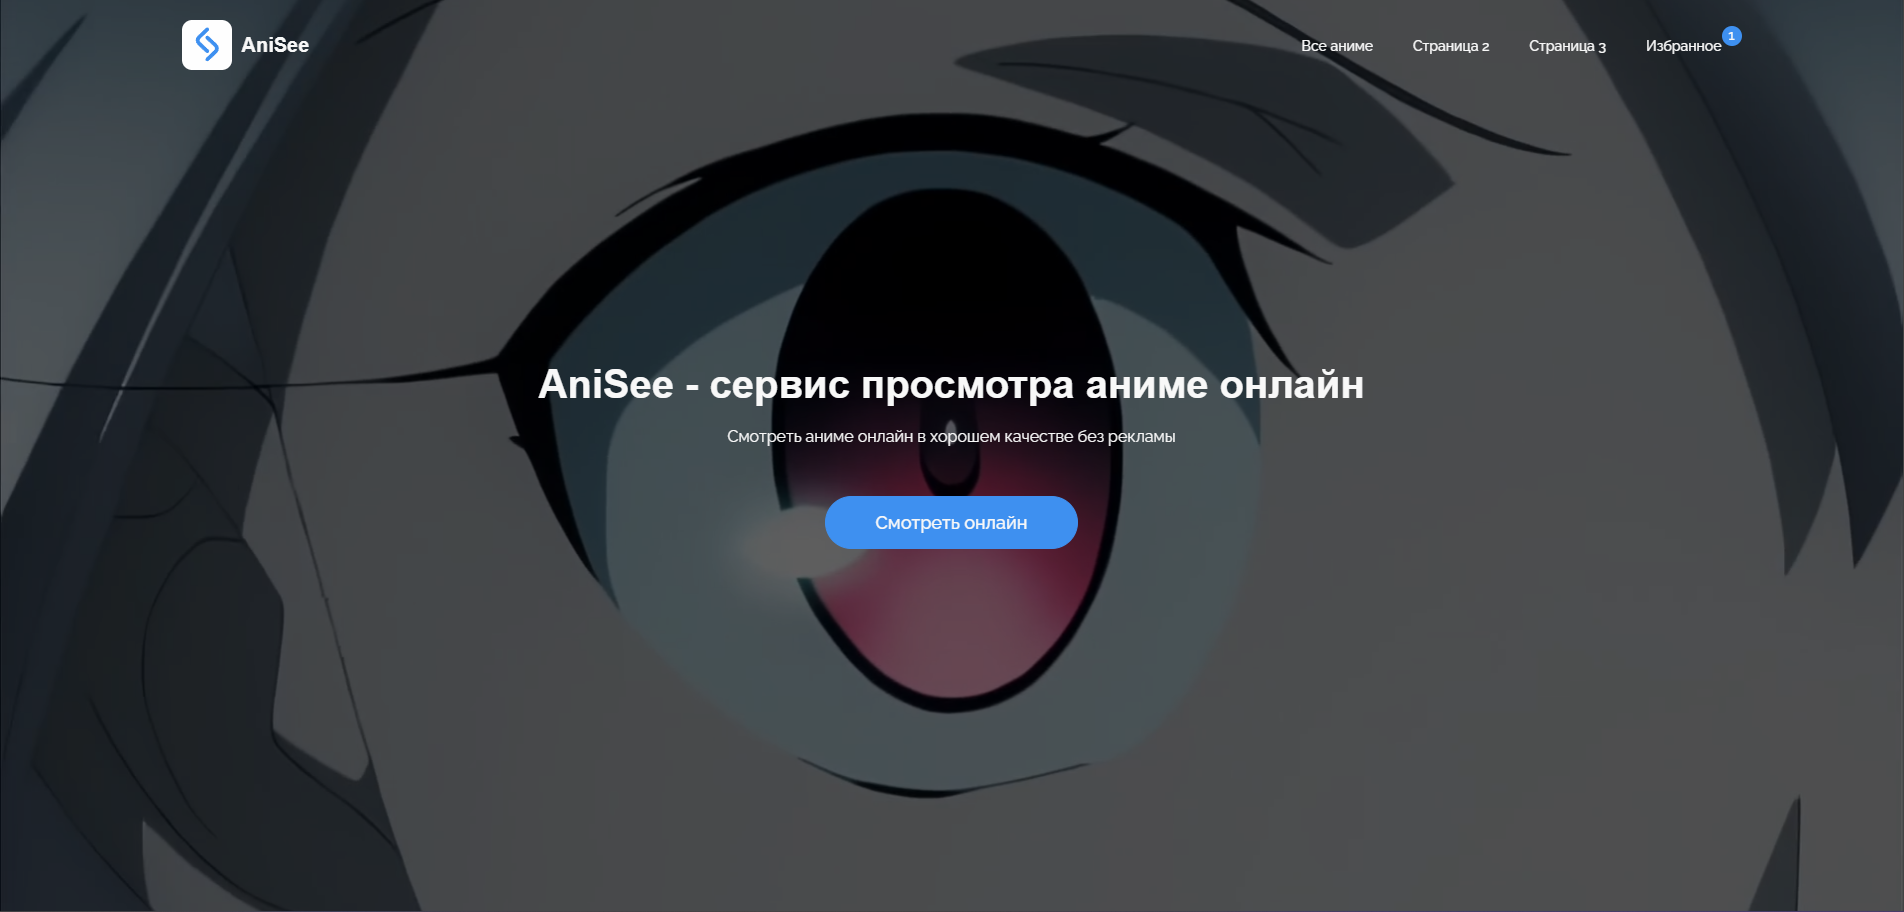 AniSee
Все аниме
Страница 2
Страница 3
Избранное
1
AniSee - сервис просмотра аниме онлайн
Смотреть аниме онлайн в хорошем качестве без рекламы
Смотреть онлайн